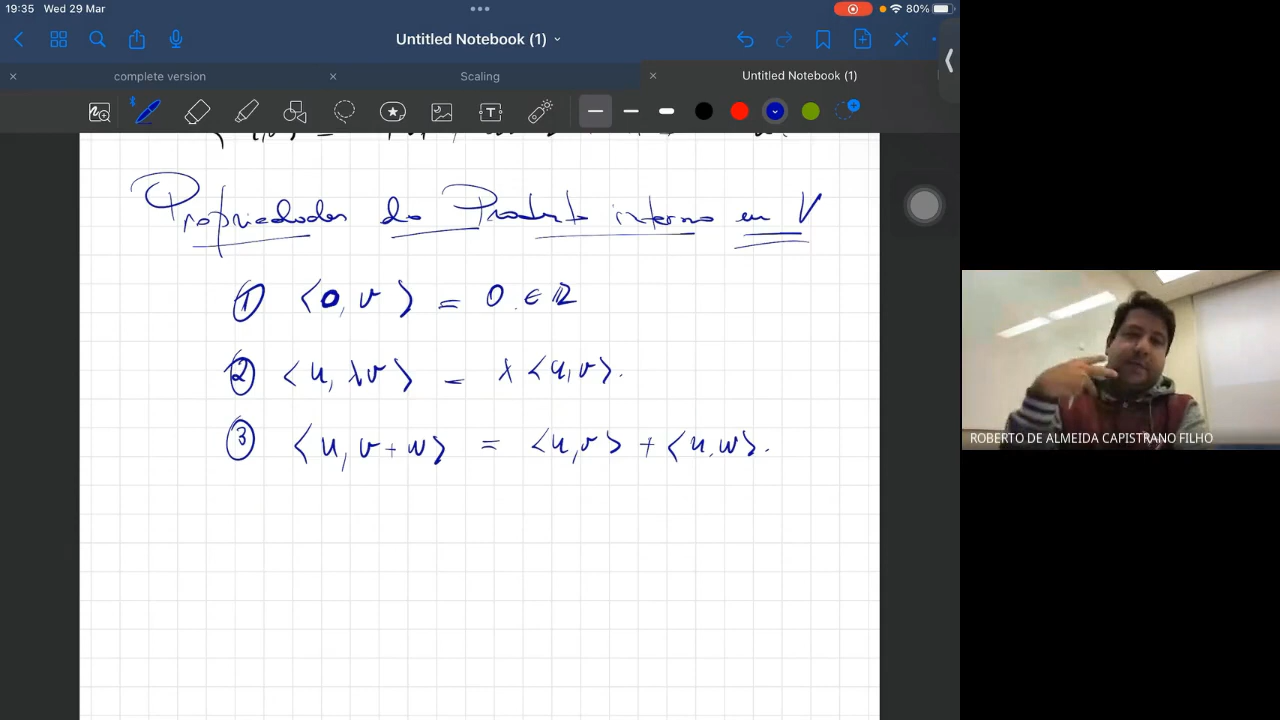 19:35 Wed 29 Mar
80%
Untitled Notebook (1)
complete version
Scaling
Untitled Notebook (1)
Propriedades do Produto interno em V
① ⟨0, v⟩ = 0 ∈ ℝ
② ⟨u, λv⟩ = λ⟨u, v⟩.
③ ⟨u, v + w⟩ = ⟨u, v⟩ + ⟨u, w⟩.
ROBERTO DE ALMEIDA CAPISTRANO FILHO